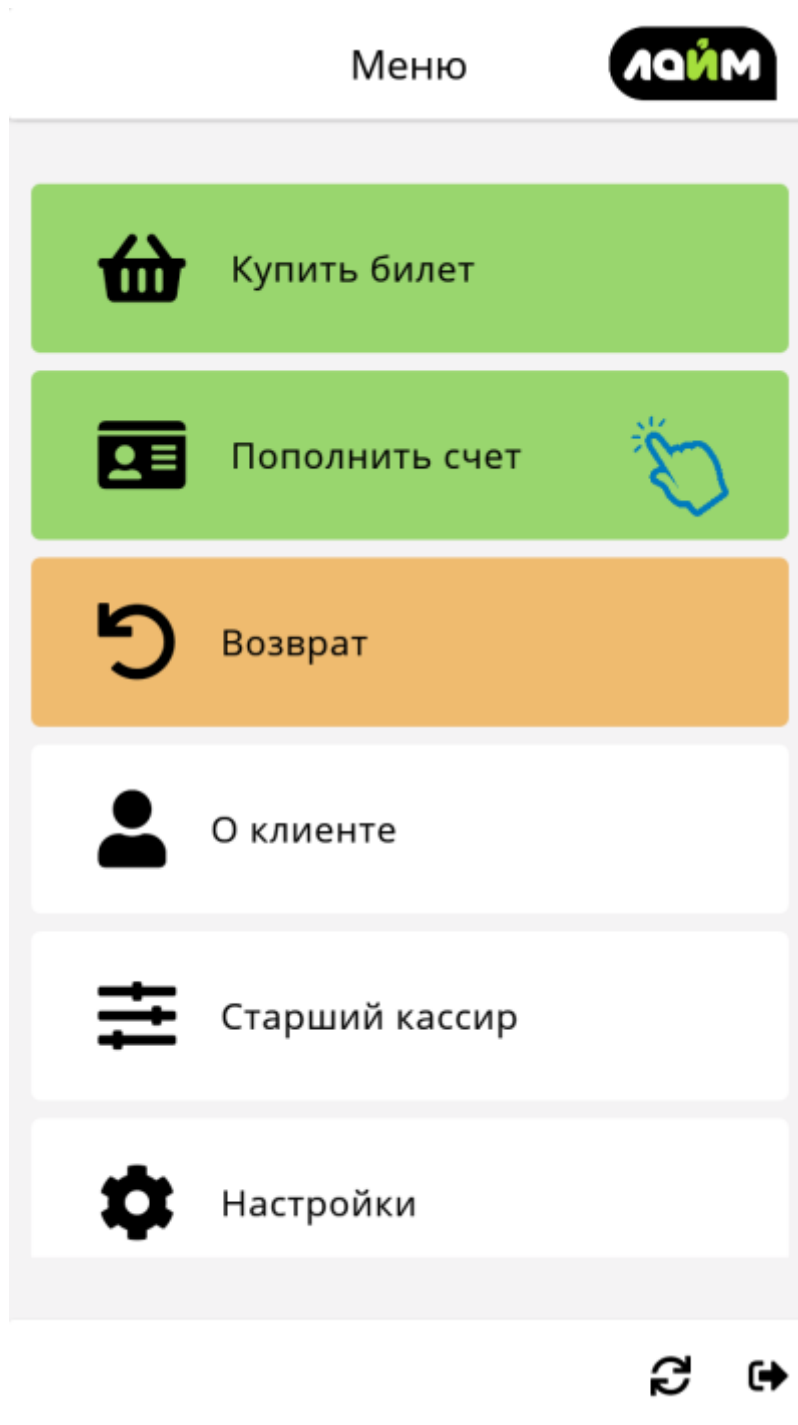 Меню
лайм
Купить билет
Пополнить счет
Возврат
О клиенте
Старший кассир
Настройки